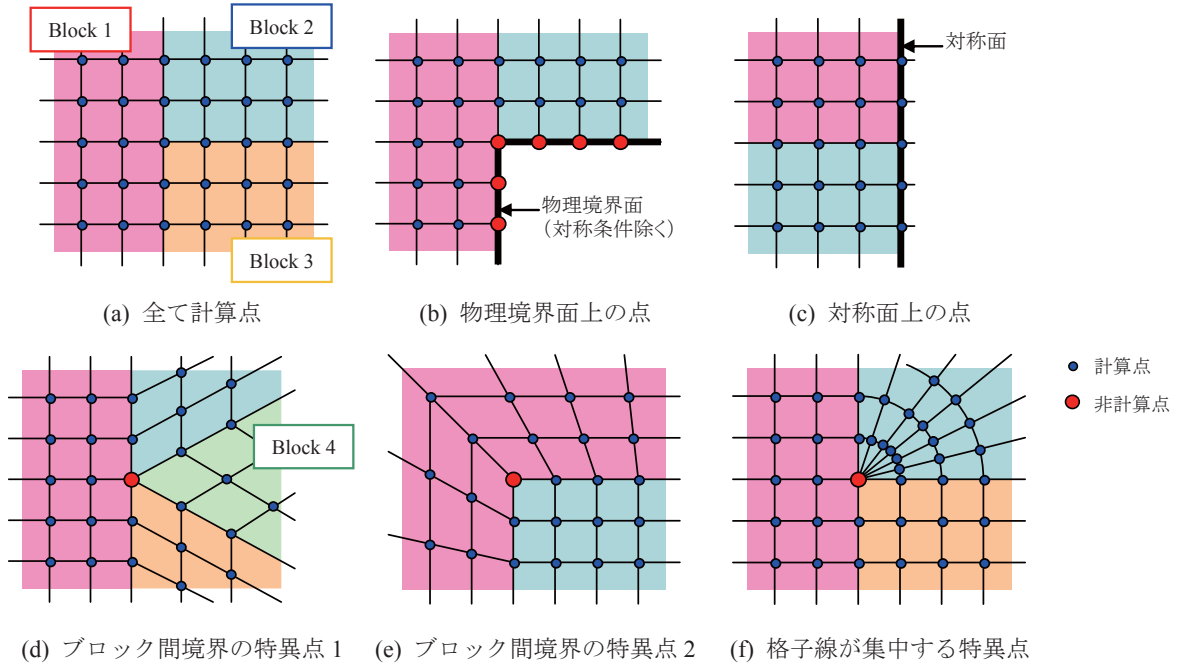 Block 1
Block 2
Block 3
(a) 全て計算点
物理境界面
（対称条件除く）
(b) 物理境界面上の点
対称面
(c) 対称面上の点
Block 4
(d) ブロック間境界の特異点 1
(e) ブロック間境界の特異点 2
計算点
非計算点
(f) 格子線が集中する特異点